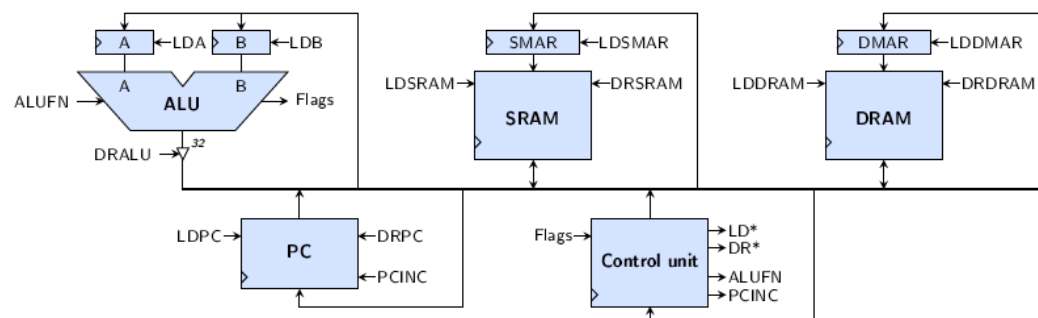 A LDA B LDB SMAR LDSMAR DMAR LDDMAR
A B
LDSRAM DRSRAM LDDRAM DRDRAM
ALUFN ALU Flags
SRAM DRAM
32
DRALU
LDPC DRPC Flags LD*
DR*
PC Control unit
PCINC ALUFN
PCINC